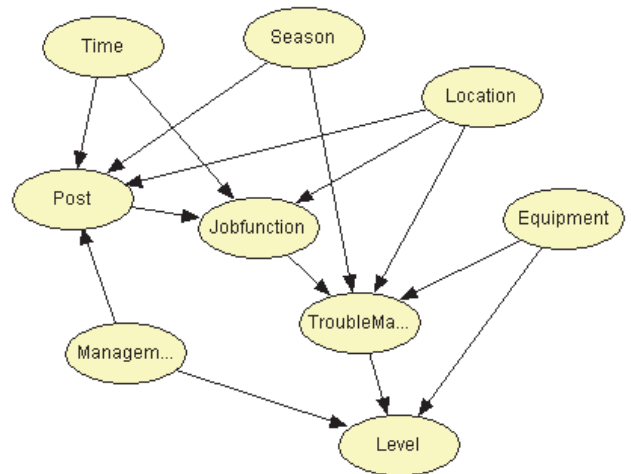 Season
Time
Location
Post
Equipment
Jobfunction
TroubleMa...
Managem...
Level